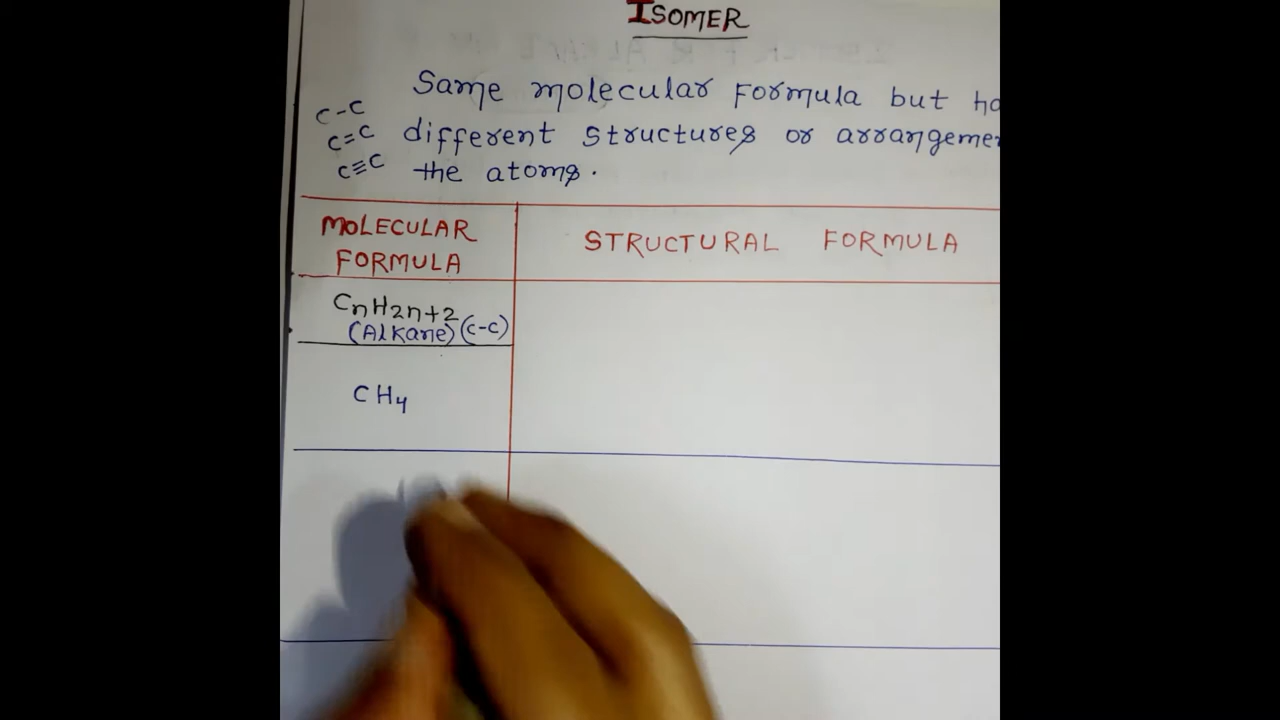 ISOMER
Same molecular formula but
C-C
C=C different structures or
C≡C the atoms.
MOLECULAR
FORMULA
STRUCTURAL FORMULA
CnH2n+2
(Alkane) (C-C)
CH4